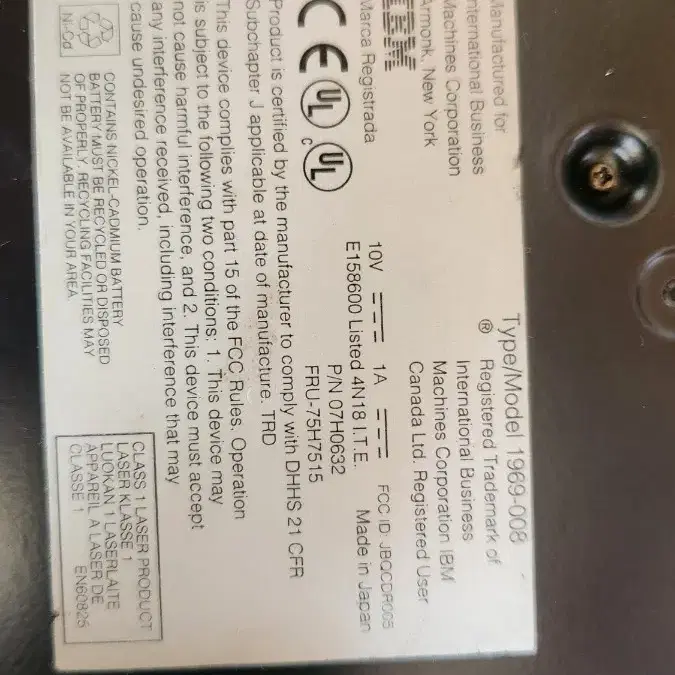 Manufactured for
International Business
Machines Corporation
Armonk, New York
IBM
Marca Registrada
Type/Model 1969-008
® Registered Trademark of
International Business
Machines Corporation IBM
Canada Ltd. Registered User
FCC ID: JBQCDR005
Made in Japan
10V 1A
E158600 Listed 4N18 I.T.E.
P/N 07H0632
FRU-75H7515
CE UL c UL
Product is certified by the manufacturer to comply with DHHS 21 CFR
Subchapter J applicable at date of manufacture. TRD
This device complies with part 15 of the FCC Rules. Operation
is subject to the following two conditions: 1. This device may
not cause harmful interference, and 2. This device must accept
any interference received, including interference that may
cause undesired operation.
Ni-Cd
CONTAINS NICKEL-CADMIUM BATTERY
BATTERY MUST BE RECYCLED OR DISPOSED
OF PROPERLY. RECYCLING FACILITIES MAY
NOT BE AVAILABLE IN YOUR AREA
CLASS 1 LASER PRODUCT
LASER KLASSE 1
LUOKAN 1 LASERLAITE
APPAREIL A LASER DE
CLASSE 1 EN60825